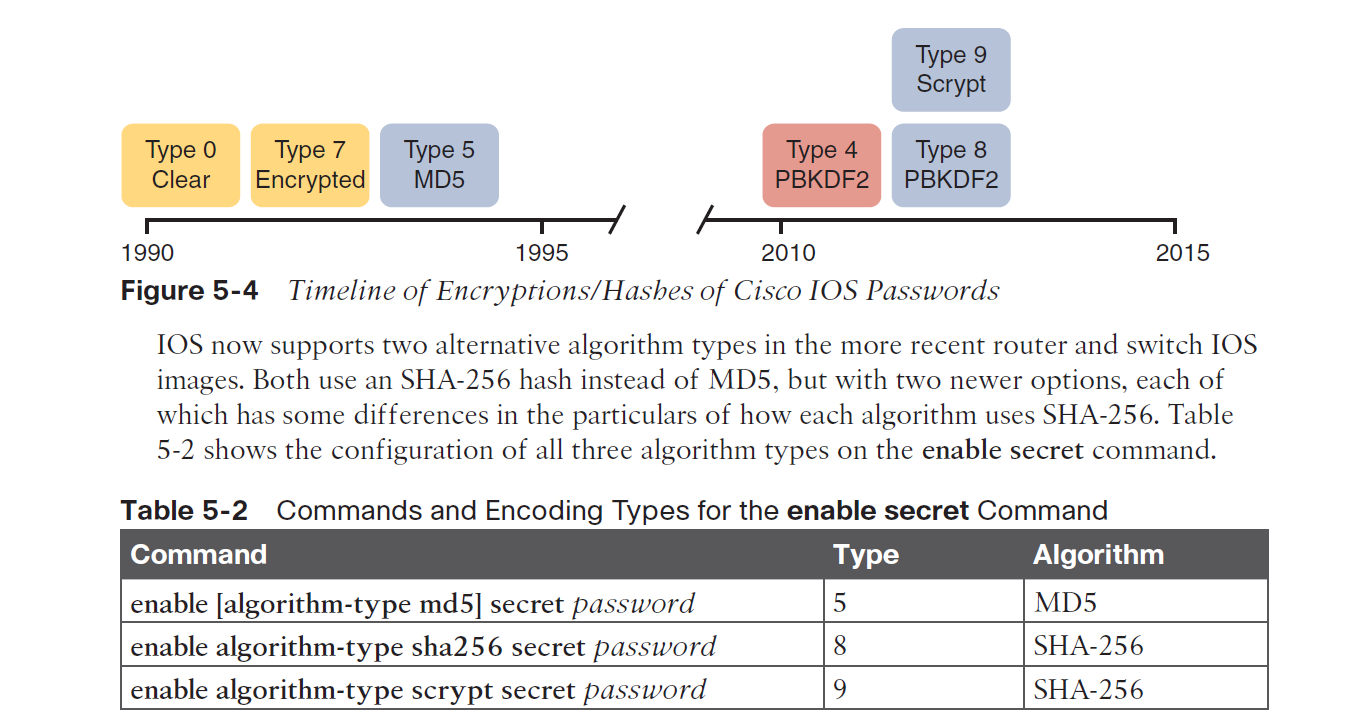 Type 9
Scrypt
Type 0
Clear
Type 7
Encrypted
Type 5
MD5
Type 4
PBKDF2
Type 8
PBKDF2
1990
1995
2010
2015
Figure 5-4 Timeline of Encryptions/Hashes of Cisco IOS Passwords
IOS now supports two alternative algorithm types in the more recent router and switch IOS
images. Both use an SHA-256 hash instead of MD5, but with two newer options, each of
which has some differences in the particulars of how each algorithm uses SHA-256. Table
5-2 shows the configuration of all three algorithm types on the enable secret command.
Table 5-2 Commands and Encoding Types for the enable secret Command
Command Type Algorithm
enable [algorithm-type md5] secret password 5 MD5
enable algorithm-type sha256 secret password 8 SHA-256
enable algorithm-type scrypt secret password 9 SHA-256